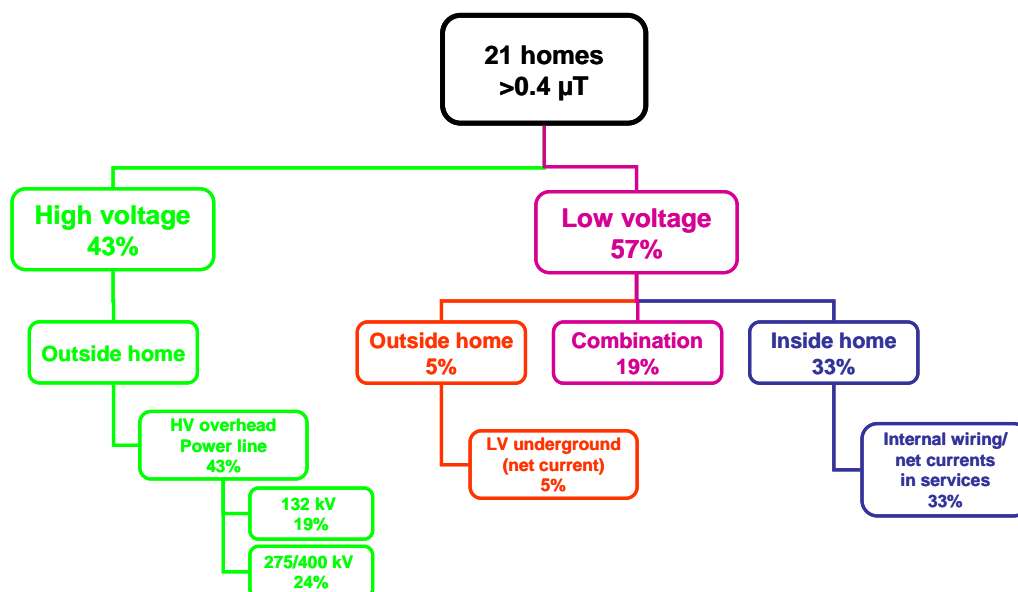 21 homes
>0.4 µT
High voltage
43%
Low voltage
57%
Outside home
Outside home
5%
Combination
19%
Inside home
33%
HV overhead
Power line
43%
LV underground
(net current)
5%
Internal wiring/
net currents
in services
33%
132 kV
19%
275/400 kV
24%